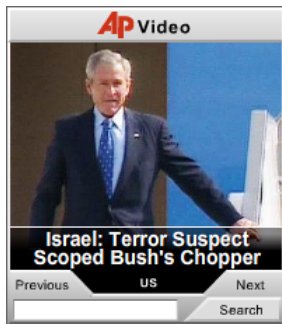 AP Video
Israel: Terror Suspect
Scoped Bush's Chopper
Previous US Next
Search